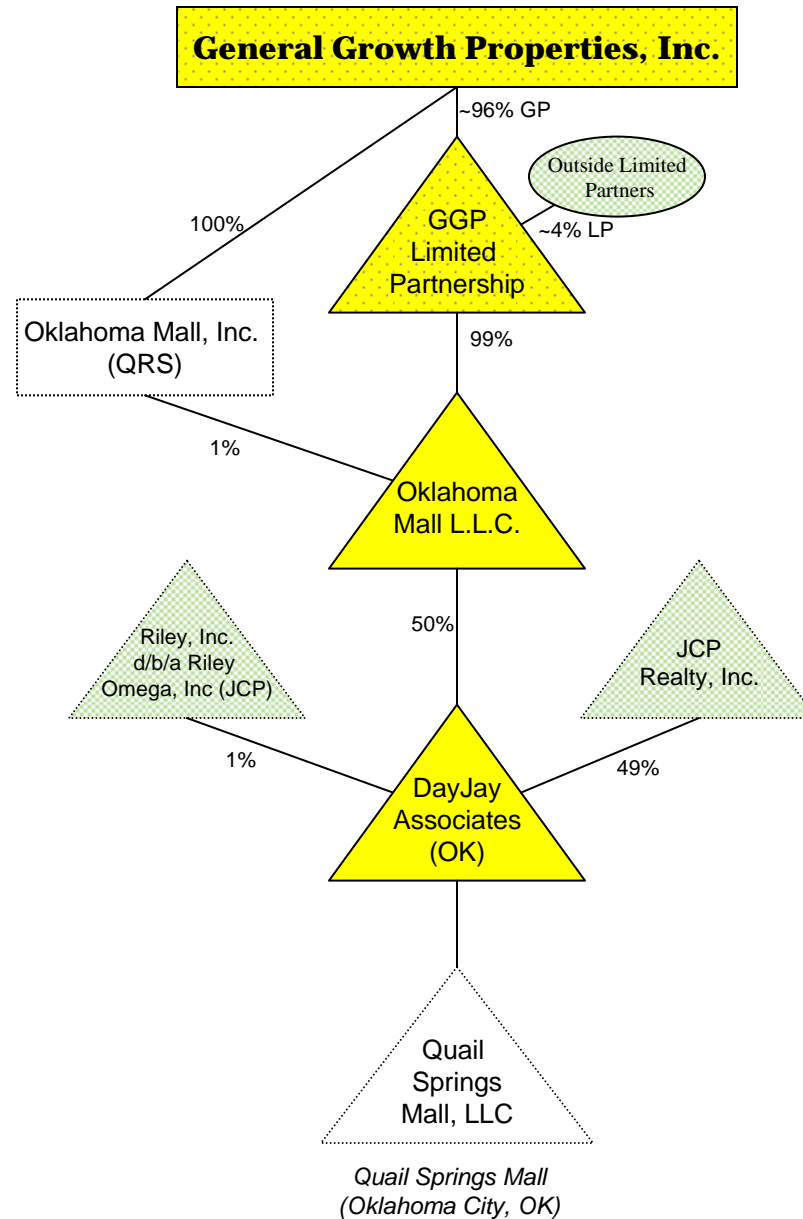 General Growth Properties, Inc.
~96% GP
Outside Limited
Partners
~4% LP
100%
GGP
Limited
Partnership
Oklahoma Mall, Inc.
(QRS)
99%
1%
Oklahoma
Mall L.L.C.
50%
Riley, Inc.
d/b/a Riley
Omega, Inc (JCP)
JCP
Realty, Inc.
1%
49%
DayJay
Associates
(OK)
Quail
Springs
Mall, LLC
Quail Springs Mall
(Oklahoma City, OK)